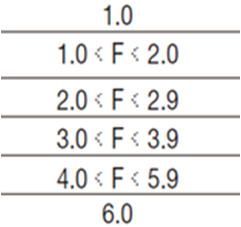 1.0
1.0 < F < 2.0
2.0 < F < 2.9
3.0 < F < 3.9
4.0 < F < 5.9
6.0